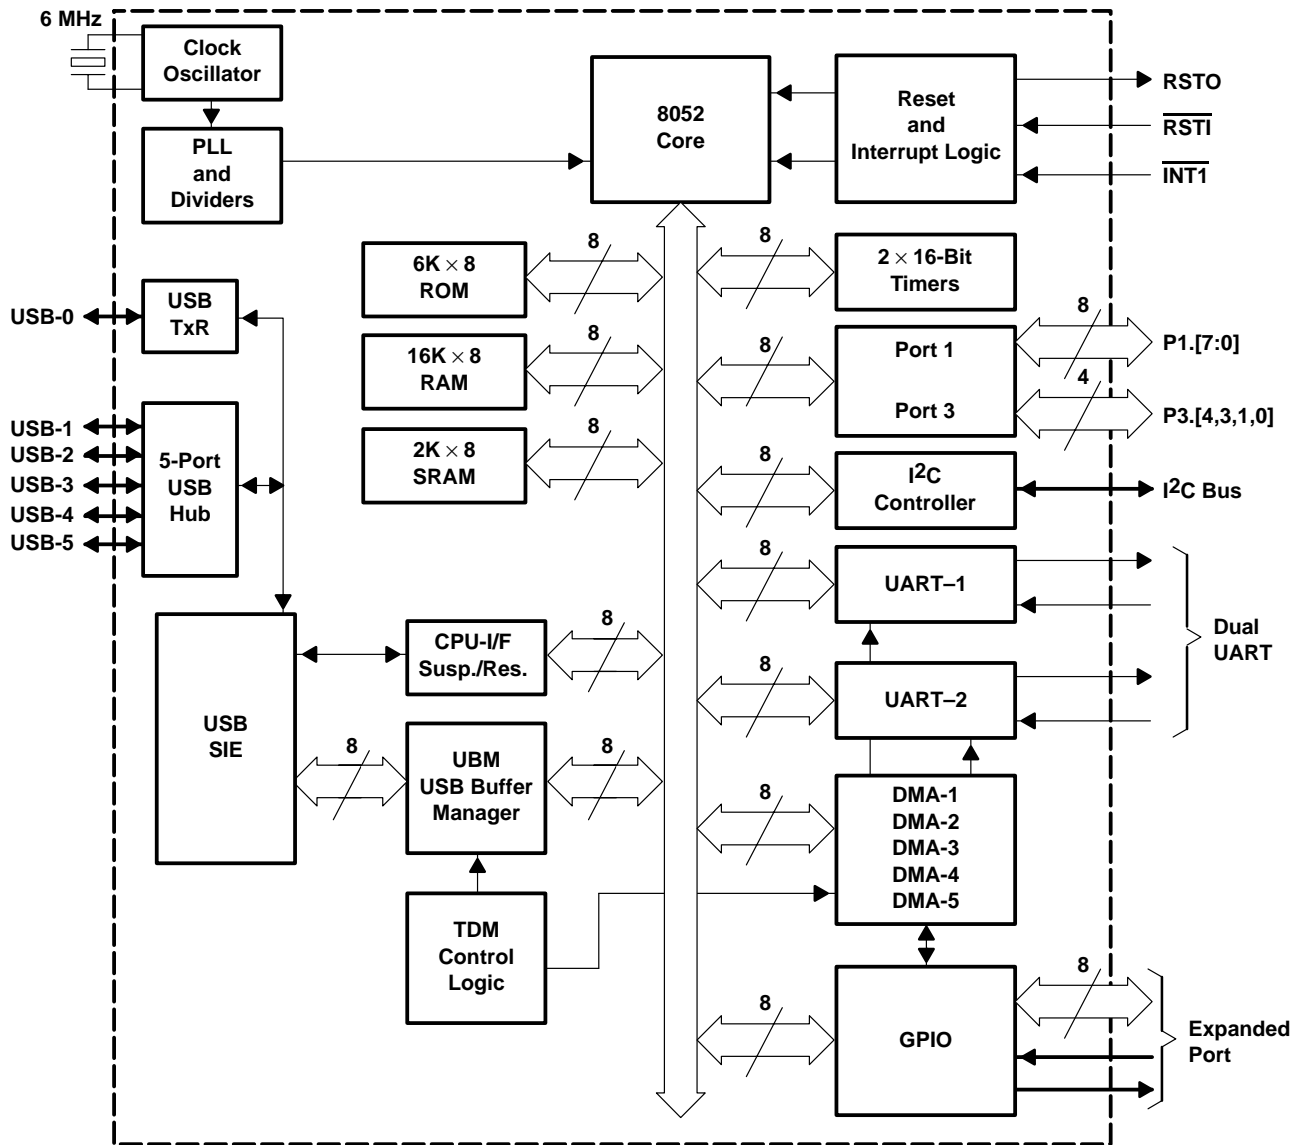 6 MHz
Clock
Oscillator
PLL
and
Dividers
8052
Core
Reset
and
Interrupt Logic
RSTO
RSTI
INT1
6K × 8
ROM
8
8
2 × 16-Bit
Timers
USB-0
USB
TxR
16K × 8
RAM
8
8
Port 1
Port 3
8
P1.[7:0]
4
P3.[4,3,1,0]
USB-1
USB-2
USB-3
USB-4
USB-5
5-Port
USB
Hub
2K × 8
SRAM
8
8
I2C
Controller
I2C Bus
8
UART–1
Dual
UART
USB
SIE
CPU-I/F
Susp./Res.
8
8
UART–2
8
UBM
USB Buffer
Manager
8
8
DMA-1
DMA-2
DMA-3
DMA-4
DMA-5
TDM
Control
Logic
8
GPIO
8
Expanded
Port